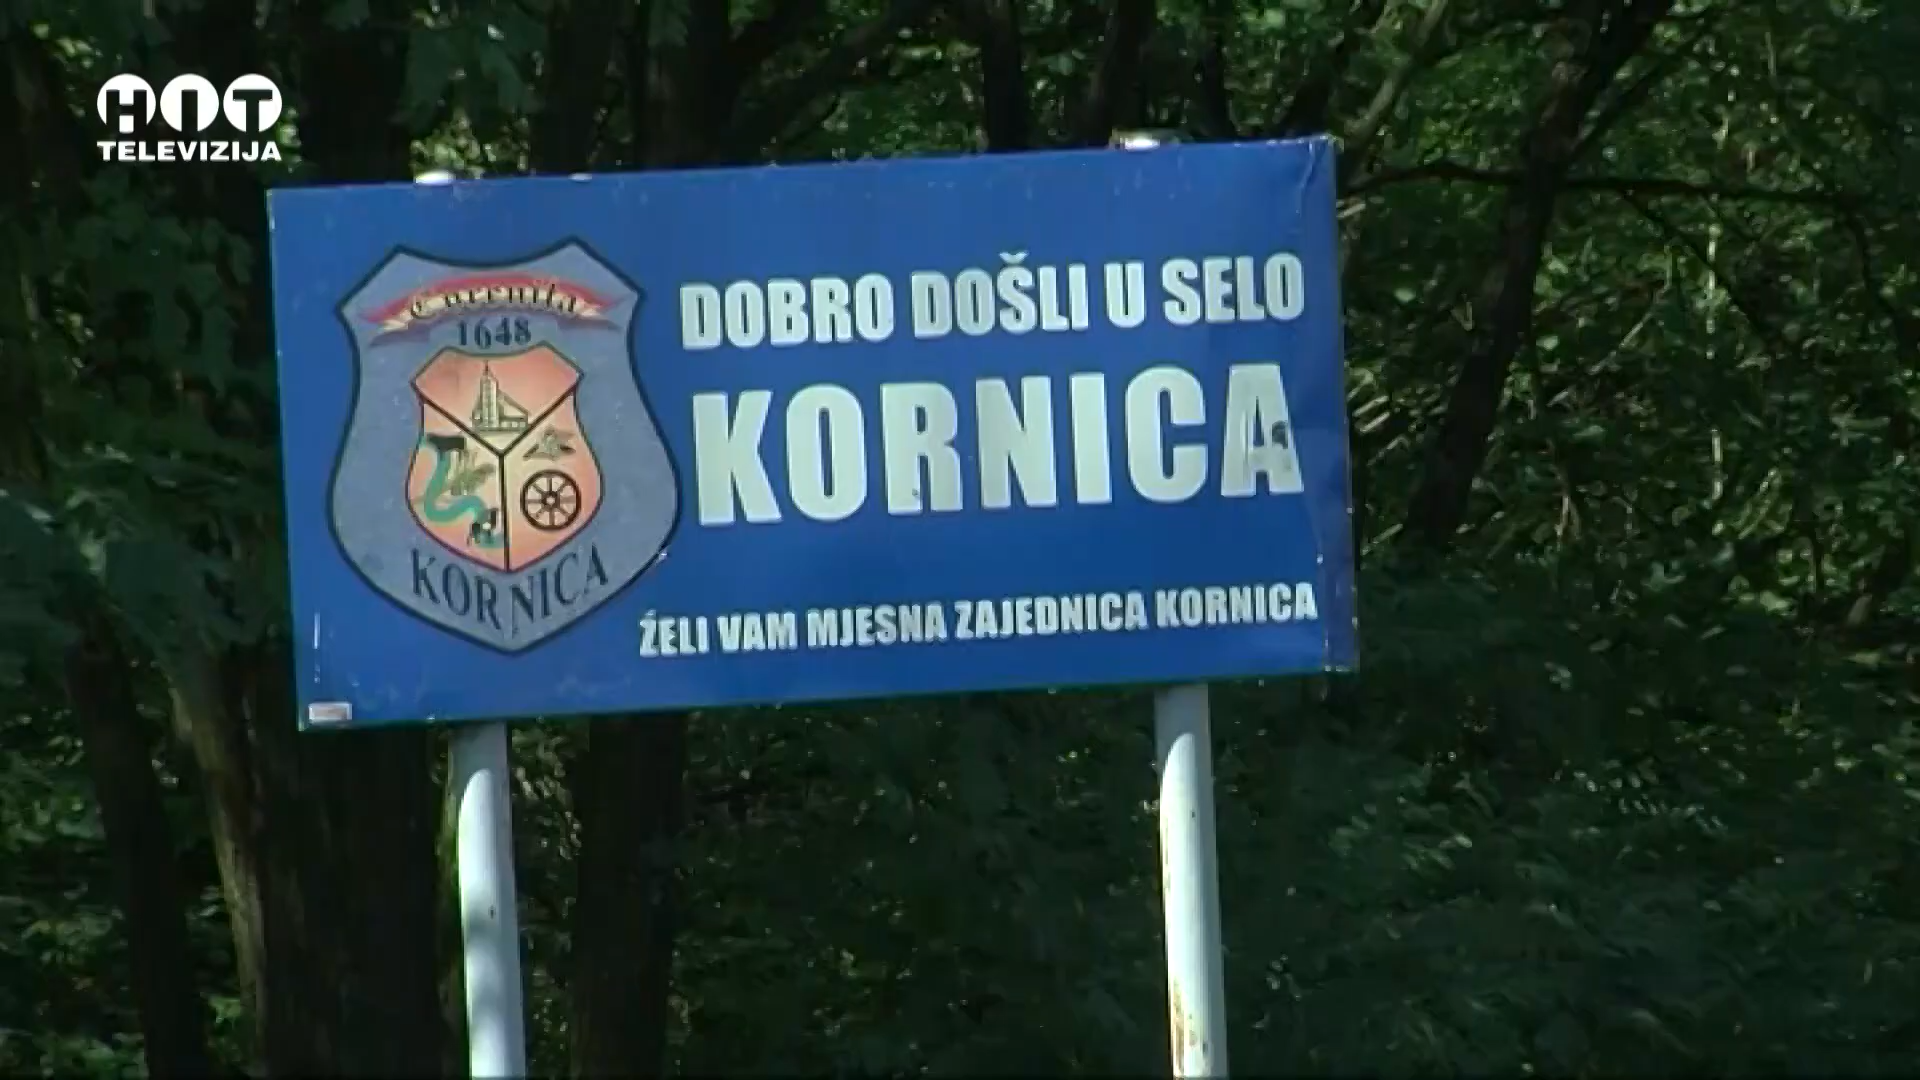 HIT
TELEVIZIJA
DOBRO DOŠLI U SELO
KORNICA
ŽELI VAM MJESNA ZAJEDNICA KORNICA
1648
KORNICA